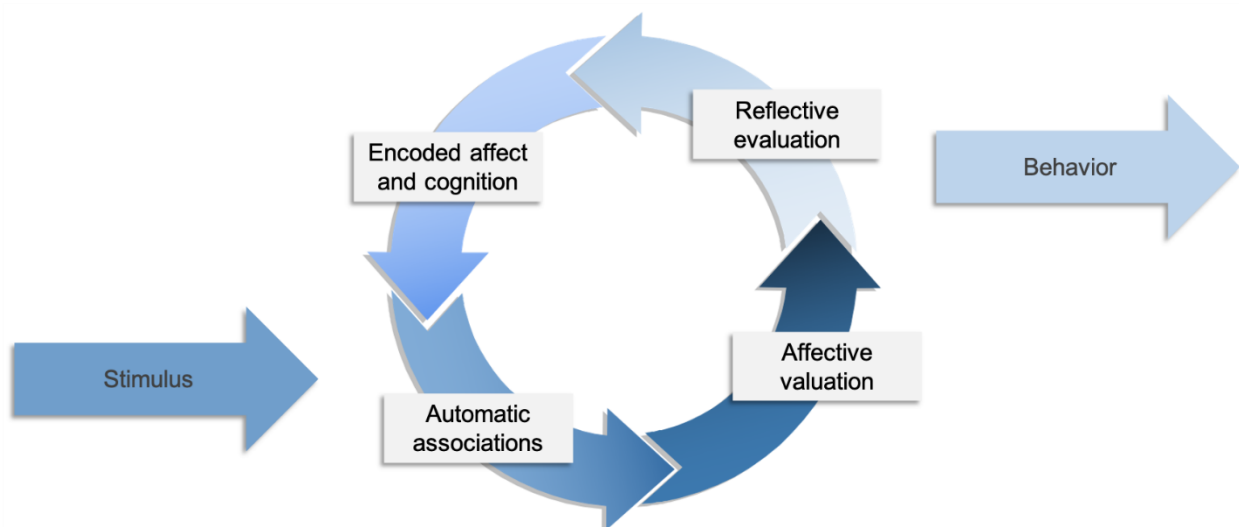 Stimulus
Automatic
associations
Affective
valuation
Reflective
evaluation
Encoded affect
and cognition
Behavior